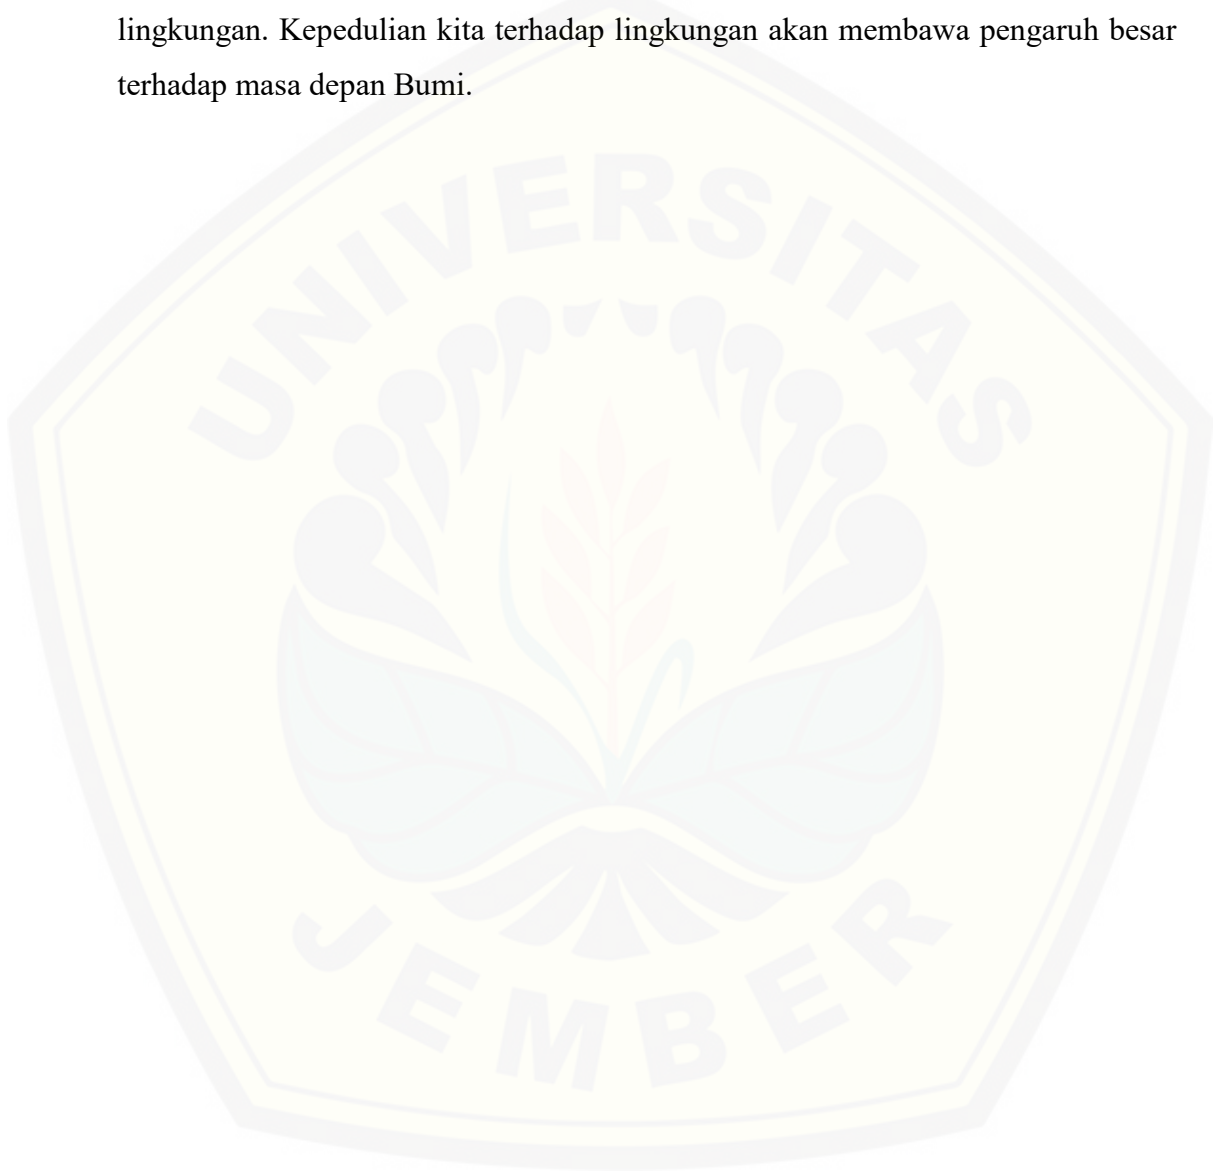 lingkungan. Kepedulian kita terhadap lingkungan akan membawa pengaruh besar
terhadap masa depan Bumi.
UNIVERSITAS
JEMBER